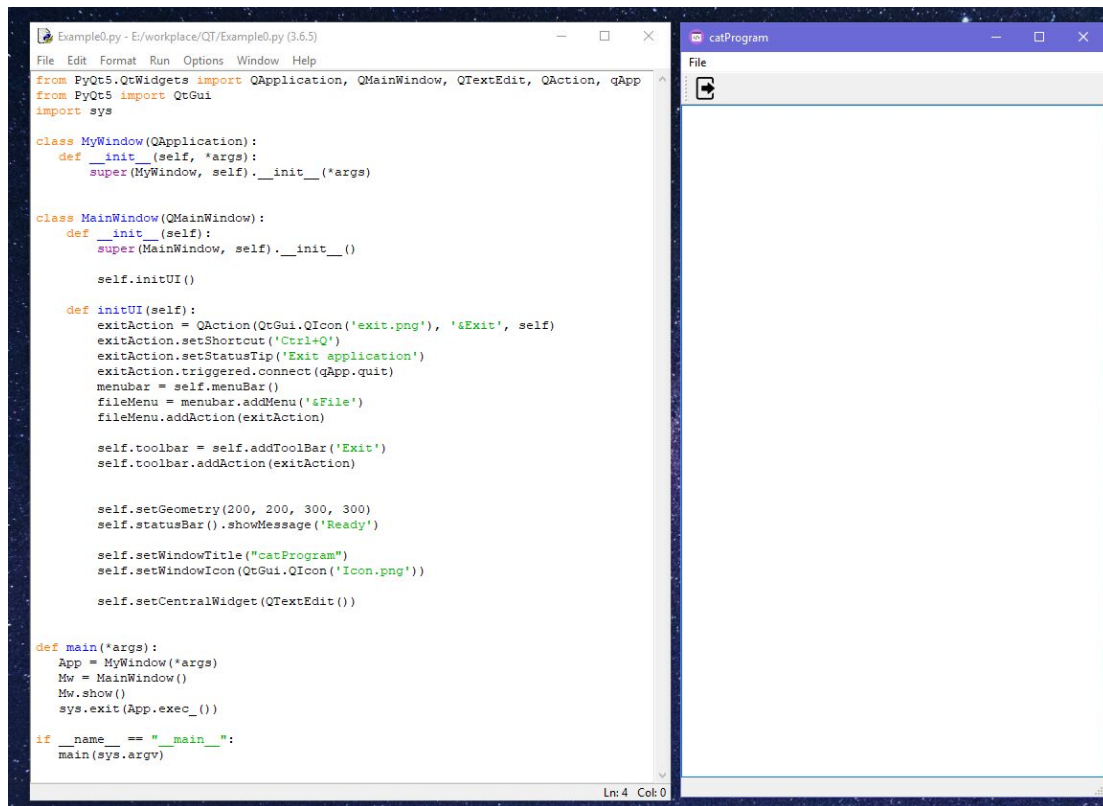 Example0.py - E:/workplace/QT/Example0.py (3.6.5)
File Edit Format Run Options Window Help
from PyQt5.QtWidgets import QApplication, QMainWindow, QTextEdit, QAction, qApp
from PyQt5 import QtGui
import sys
class MyWindow(QApplication):
   def __init__(self, *args):
      super(MyWindow, self).__init__(*args)
class MainWindow(QMainWindow):
    def __init__(self):
        super(MainWindow, self).__init__()
        self.initUI()
    def initUI(self):
        exitAction = QAction(QtGui.QIcon('exit.png'), '&Exit', self)
        exitAction.setShortcut('Ctrl+Q')
        exitAction.setStatusTip('Exit application')
        exitAction.triggered.connect(qApp.quit)
        menubar = self.menuBar()
        fileMenu = menubar.addMenu('&File')
        fileMenu.addAction(exitAction)
        self.toolbar = self.addToolBar('Exit')
        self.toolbar.addAction(exitAction)
        self.setGeometry(200, 200, 300, 300)
        self.statusBar().showMessage('Ready')
        self.setWindowTitle("catProgram")
        self.setWindowIcon(QtGui.QIcon('Icon.png'))
        self.setCentralWidget(QTextEdit())
def main(*args):
   App = MyWindow(*args)
   Mw = MainWindow()
   Mw.show()
   sys.exit(App.exec_())
if __name__ == "__main__":
   main(sys.argv)
Ln: 4 Col: 0
catProgram
File